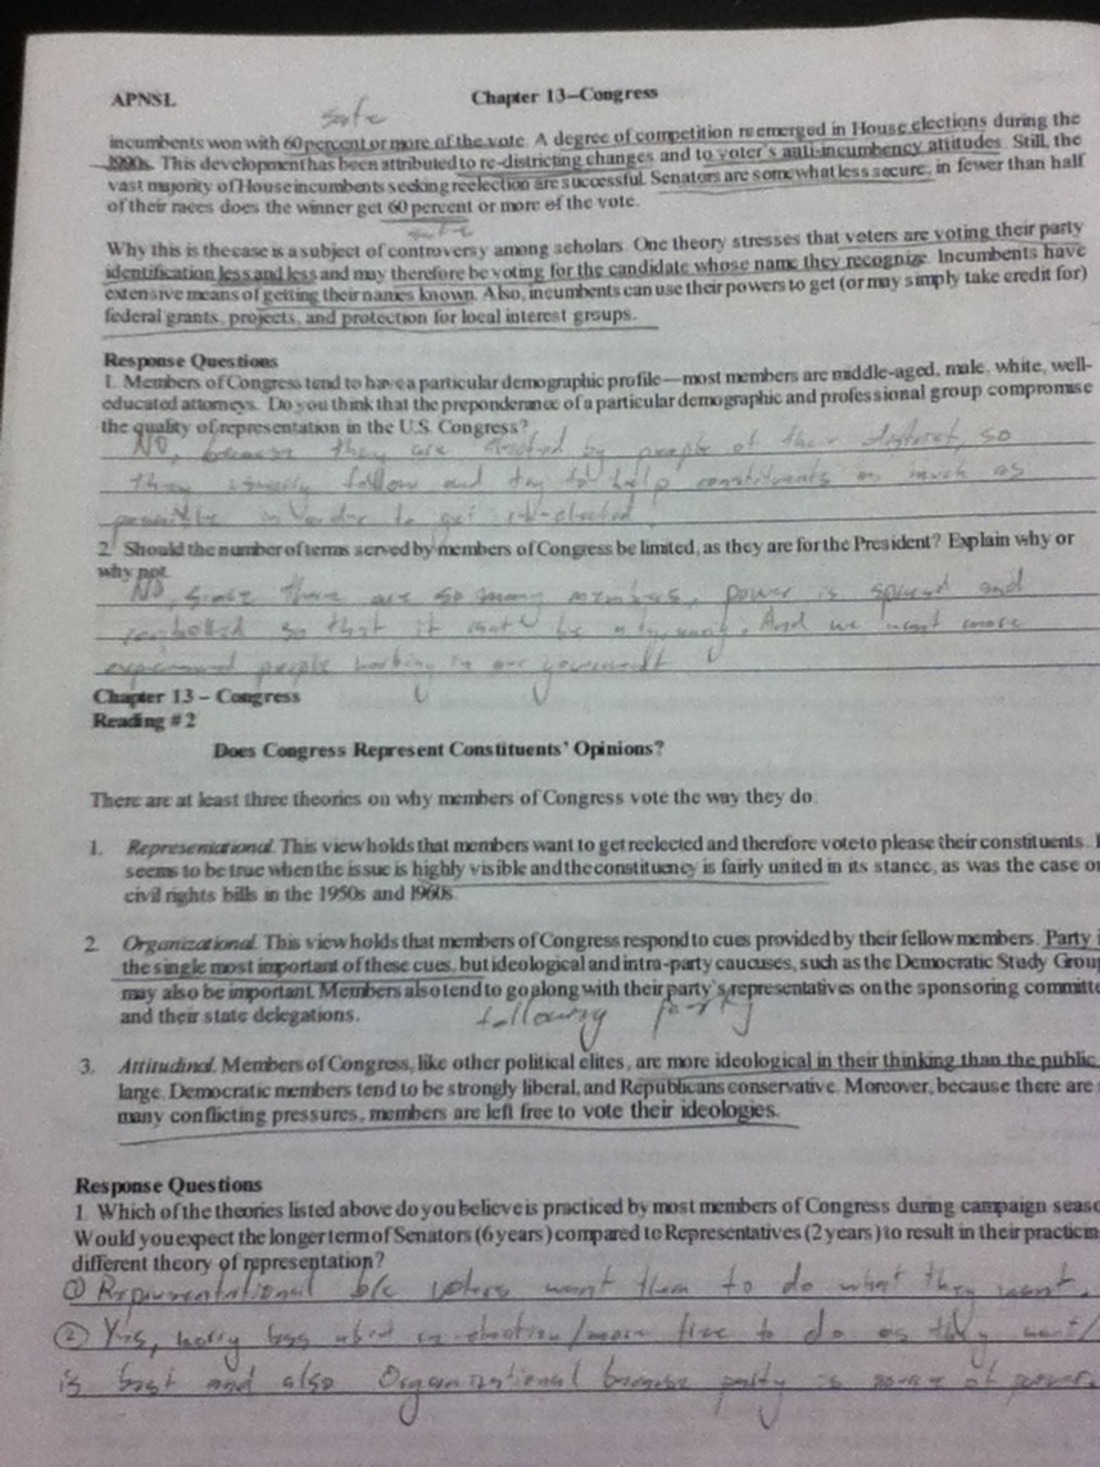 APNSL Chapter 13–Congress
safe
incumbents won with 60 percent or more of the vote. A degree of competition reemerged in House elections during the
1990s. This development has been attributed to re-districting changes and to voter's anti-incumbency attitudes. Still, the
vast majority of House incumbents seeking reelection are successful. Senators are somewhat less secure, in fewer than half
of their races does the winner get 60 percent or more of the vote.
safe
Why this is the case is a subject of controversy among scholars. One theory stresses that voters are voting their party
identification less and less and may therefore be voting for the candidate whose name they recognize. Incumbents have
extensive means of getting their names known. Also, incumbents can use their powers to get (or may simply take credit for)
federal grants, projects, and protection for local interest groups.
Response Questions
1. Members of Congress tend to have a particular demographic profile—most members are middle-aged, male, white, well-
educated attorneys. Do you think that the preponderance of a particular demographic and professional group compromise
the quality of representation in the U.S. Congress?
NO, because they are elected by people of their district, so
they usually follow and try to help constituents as much as
possible in order to get re-elected
2. Should the number of terms served by members of Congress be limited, as they are for the President? Explain why or
why not.
NO, since there are so many members, power is spread and
so that it be And we want more
people working in our government
Chapter 13 – Congress
Reading #2
Does Congress Represent Constituents' Opinions?
There are at least three theories on why members of Congress vote the way they do:
1. Representational. This view holds that members want to get reelected and therefore vote to please their constituents.
seems to be true when the issue is highly visible and the constituency is fairly united in its stance, as was the case o
civil rights bills in the 1950s and 1960s.
2. Organizational. This view holds that members of Congress respond to cues provided by their fellow members. Party i
the single most important of these cues, but ideological and intra-party caucuses, such as the Democratic Study Group
may also be important. Members also tend to go along with their party's representatives on the sponsoring committe
and their state delegations.
following party
3. Attitudinal. Members of Congress, like other political elites, are more ideological in their thinking than the public
large. Democratic members tend to be strongly liberal, and Republicans conservative. Moreover, because there are
many conflicting pressures, members are left free to vote their ideologies.
Response Questions
1. Which of the theories listed above do you believe is practiced by most members of Congress during campaign seaso
Would you expect the longer term of Senators (6 years) compared to Representatives (2 years) to result in their practicin
different theory of representation?
① Representational b/c voters want them to do what they want.
② Yes, worry less about re-election/more free to do as they want/
is best and also Organizational because party is source of power.